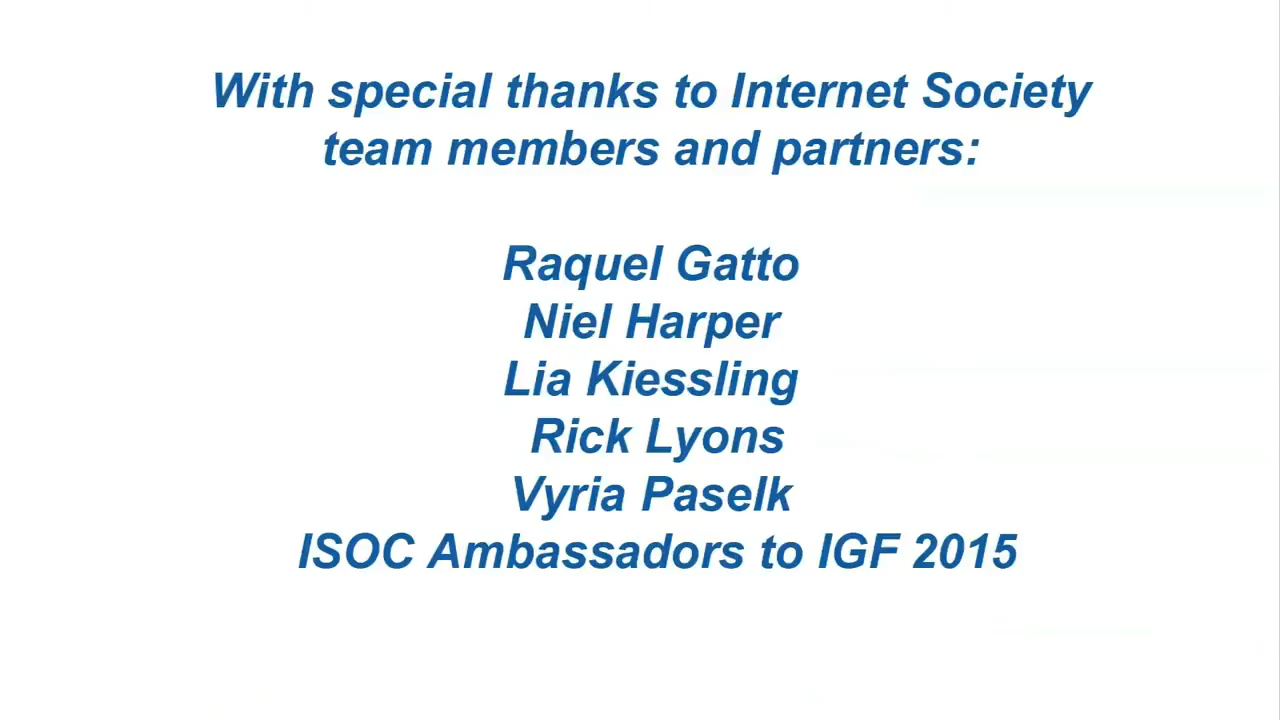 With special thanks to Internet Society
team members and partners:
Raquel Gatto
Niel Harper
Lia Kiessling
Rick Lyons
Vyria Paselk
ISOC Ambassadors to IGF 2015